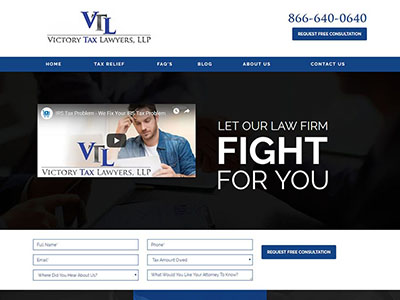 VTL
VICTORY TAX LAWYERS, LLP
866-640-0640
REQUEST FREE CONSULTATION
HOME
TAX RELIEF
FAQ'S
BLOG
ABOUT US
CONTACT US
IRS Tax Problem - We Fix Your IRS Tax Problem
VTL
VICTORY TAX LAWYERS, LLP
LET OUR LAW FIRM
FIGHT
FOR YOU
Full Name*
Phone*
REQUEST FREE CONSULTATION
Email*
Tax Amount Owed
Where Did You Hear About Us?
What Would You Like Your Attorney To Know?